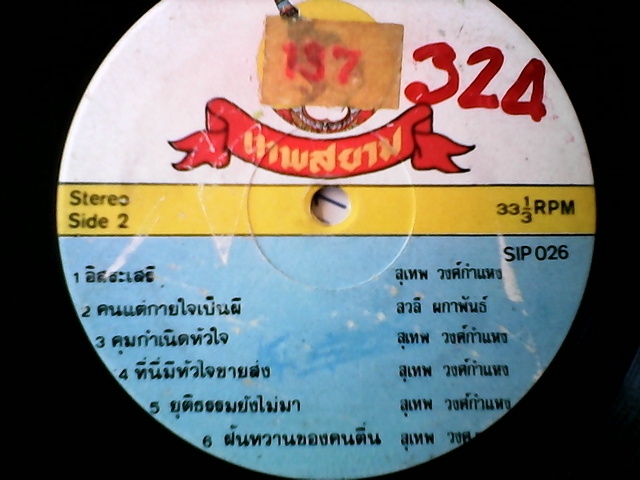 137
324
เทพสยาม
Stereo
Side 2
33⅓ RPM
SIP 026
1 อิสระเสรี สุเทพ วงศ์กำแหง
2 คนแต่กายใจเป็นผี สวลี ผกาพันธ์
3 คุมกำเนิดหัวใจ สุเทพ วงศ์กำแหง
4 ที่นี่มีหัวใจขายส่ง สุเทพ วงศ์กำแหง
5 ยุติธรรมยังไม่มา สุเทพ วงศ์กำแหง
6 ฝันหวานของคนตื่น สุเทพ